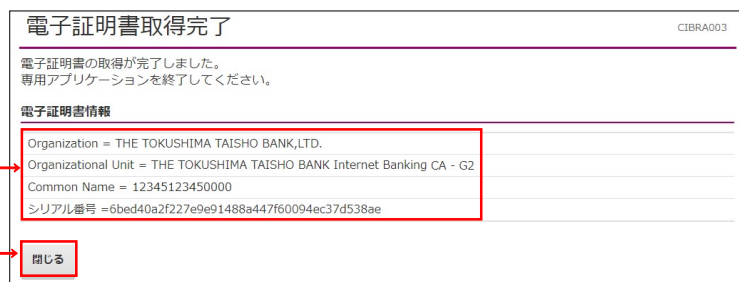 電子証明書取得完了
CIBRA003
電子証明書の取得が完了しました。
専用アプリケーションを終了してください。
電子証明書情報
Organization = THE TOKUSHIMA TAISHO BANK,LTD.
Organizational Unit = THE TOKUSHIMA TAISHO BANK Internet Banking CA - G2
Common Name = 12345123450000
シリアル番号 =6bed40a2f227e9e91488a447f60094ec37d538ae
閉じる